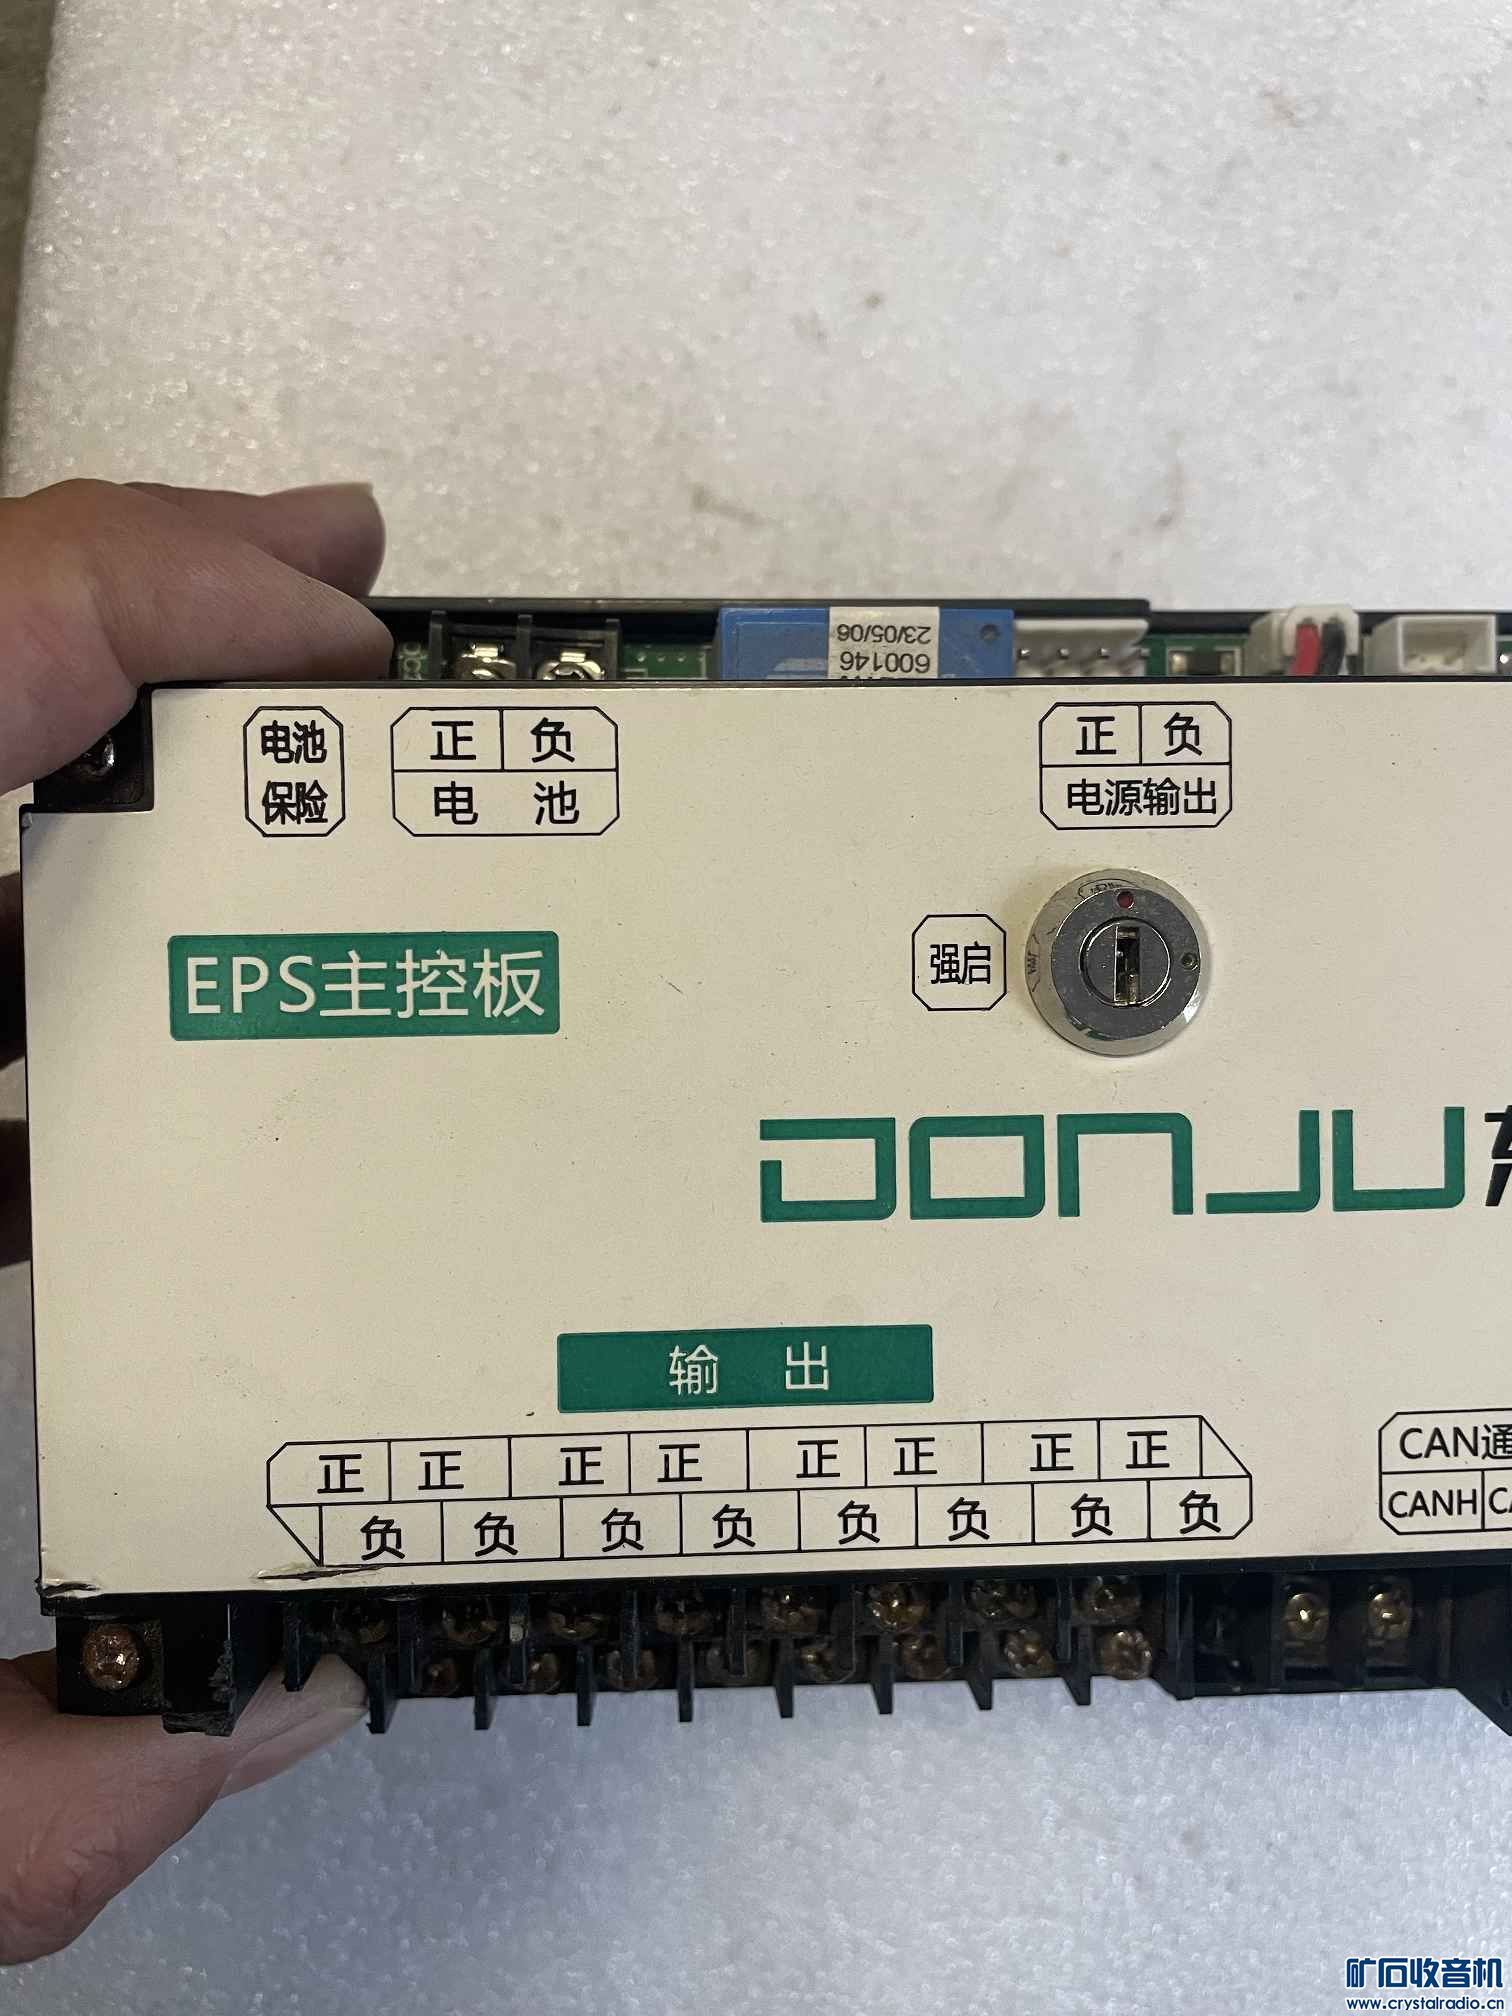 23/05/06
600146
电池
保险
正 负
电 池
正 负
电源输出
EPS主控板
强启
DONJU
输 出
正 正 正 正 正 正 正 正
负 负 负 负 负 负 负 负
CAN通
CANH
矿石收音机
www.crystalradio.cn